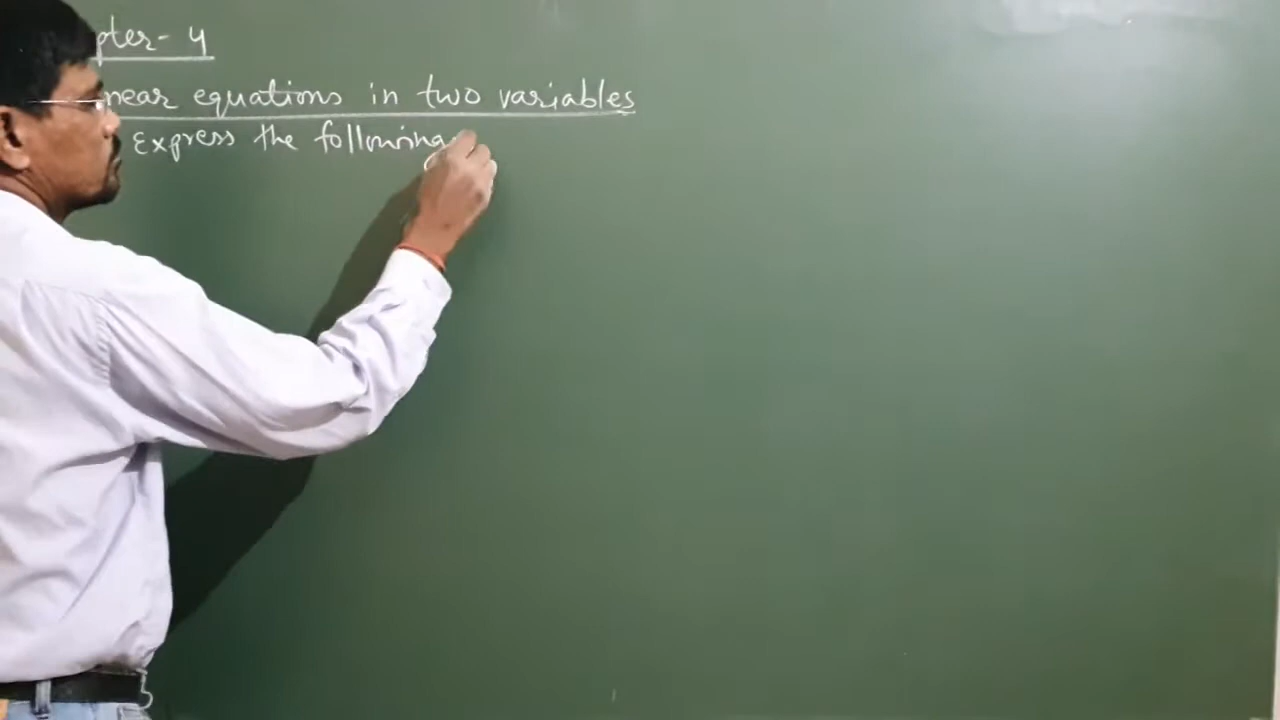 pter- 4
near equations in two variables
Express the following